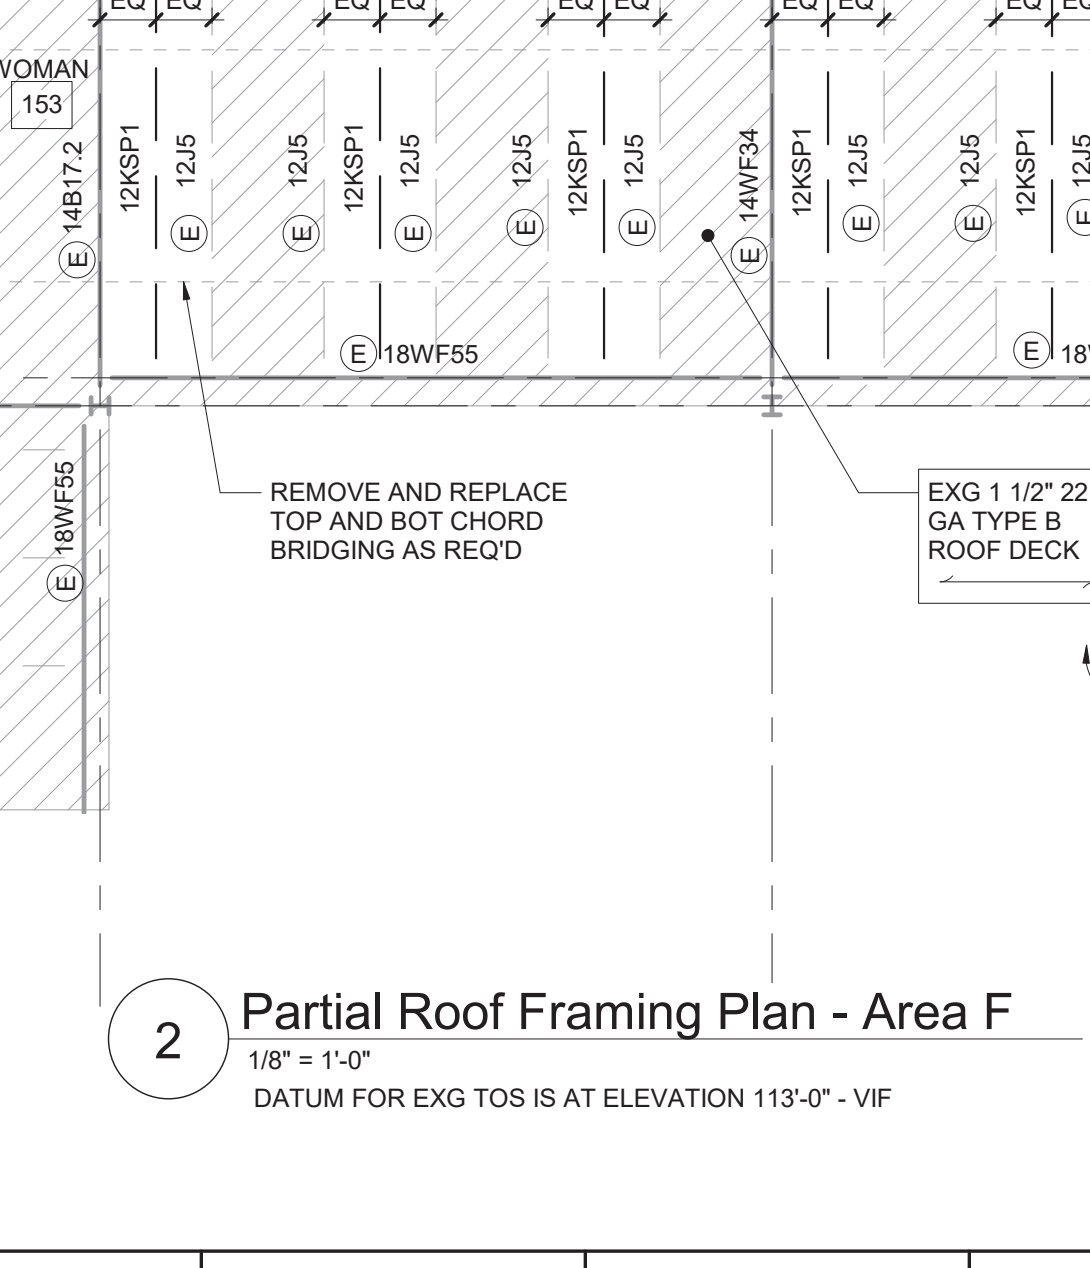 EQ EQ EQ EQ EQ EQ EQ EQ EQ
WOMAN
153
14B17.2
E
12KSP1
12J5
E
12J5
E
12KSP1
12J5
E
12J5
E
12KSP1
12J5
E
14WF34
E
12KSP1
12J5
E
12J5
E
12KSP1
12J5
E
E 18WF55
E
18WF55
E
REMOVE AND REPLACE
TOP AND BOT CHORD
BRIDGING AS REQ'D
EXG 1 1/2" 22
GA TYPE B
ROOF DECK
2
Partial Roof Framing Plan - Area F
1/8" = 1'-0"
DATUM FOR EXG TOS IS AT ELEVATION 113'-0" - VIF